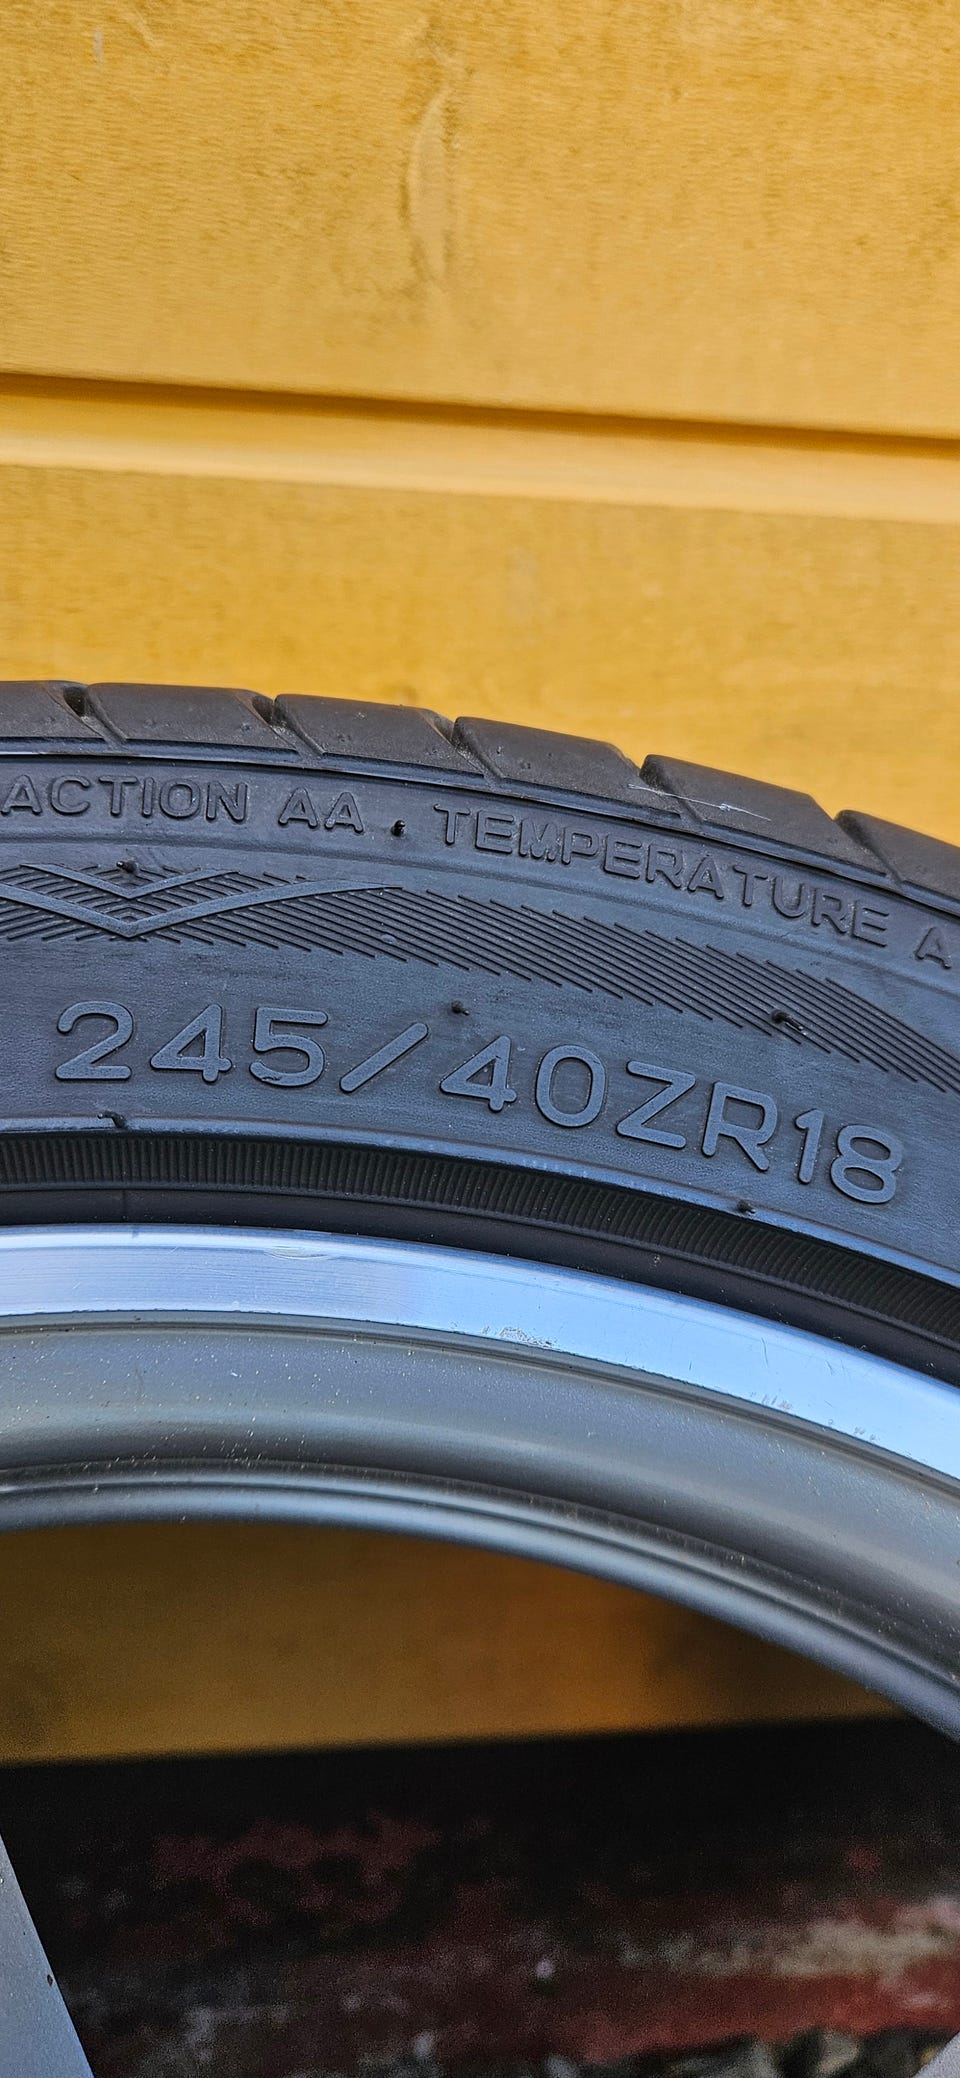 ACTION AA . TEMPERATURE A
245/40ZR18